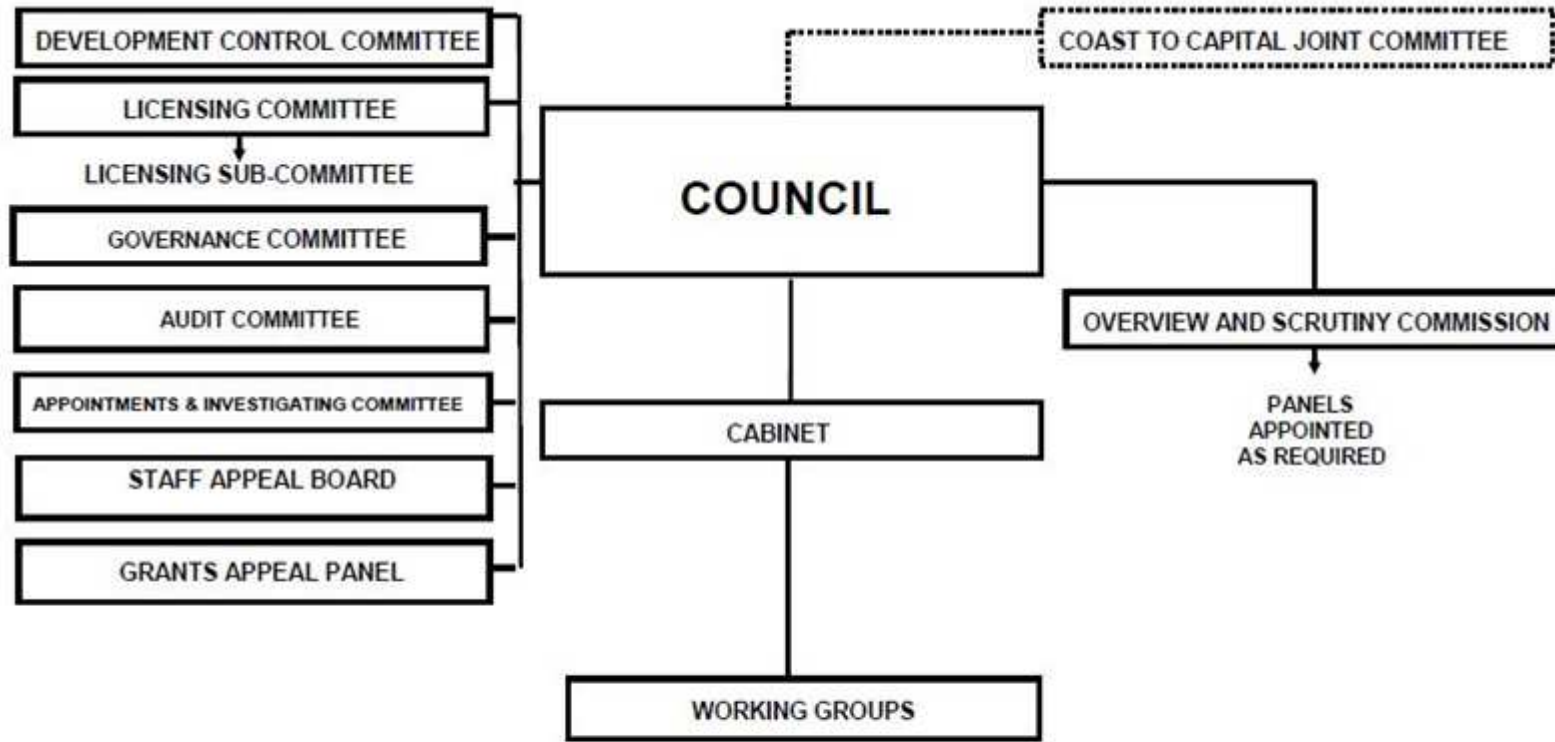 DEVELOPMENT CONTROL COMMITTEE
LICENSING COMMITTEE
LICENSING SUB-COMMITTEE
GOVERNANCE COMMITTEE
AUDIT COMMITTEE
APPOINTMENTS & INVESTIGATING COMMITTEE
STAFF APPEAL BOARD
GRANTS APPEAL PANEL
COAST TO CAPITAL JOINT COMMITTEE
COUNCIL
CABINET
WORKING GROUPS
OVERVIEW AND SCRUTINY COMMISSION
PANELS
APPOINTED
AS REQUIRED